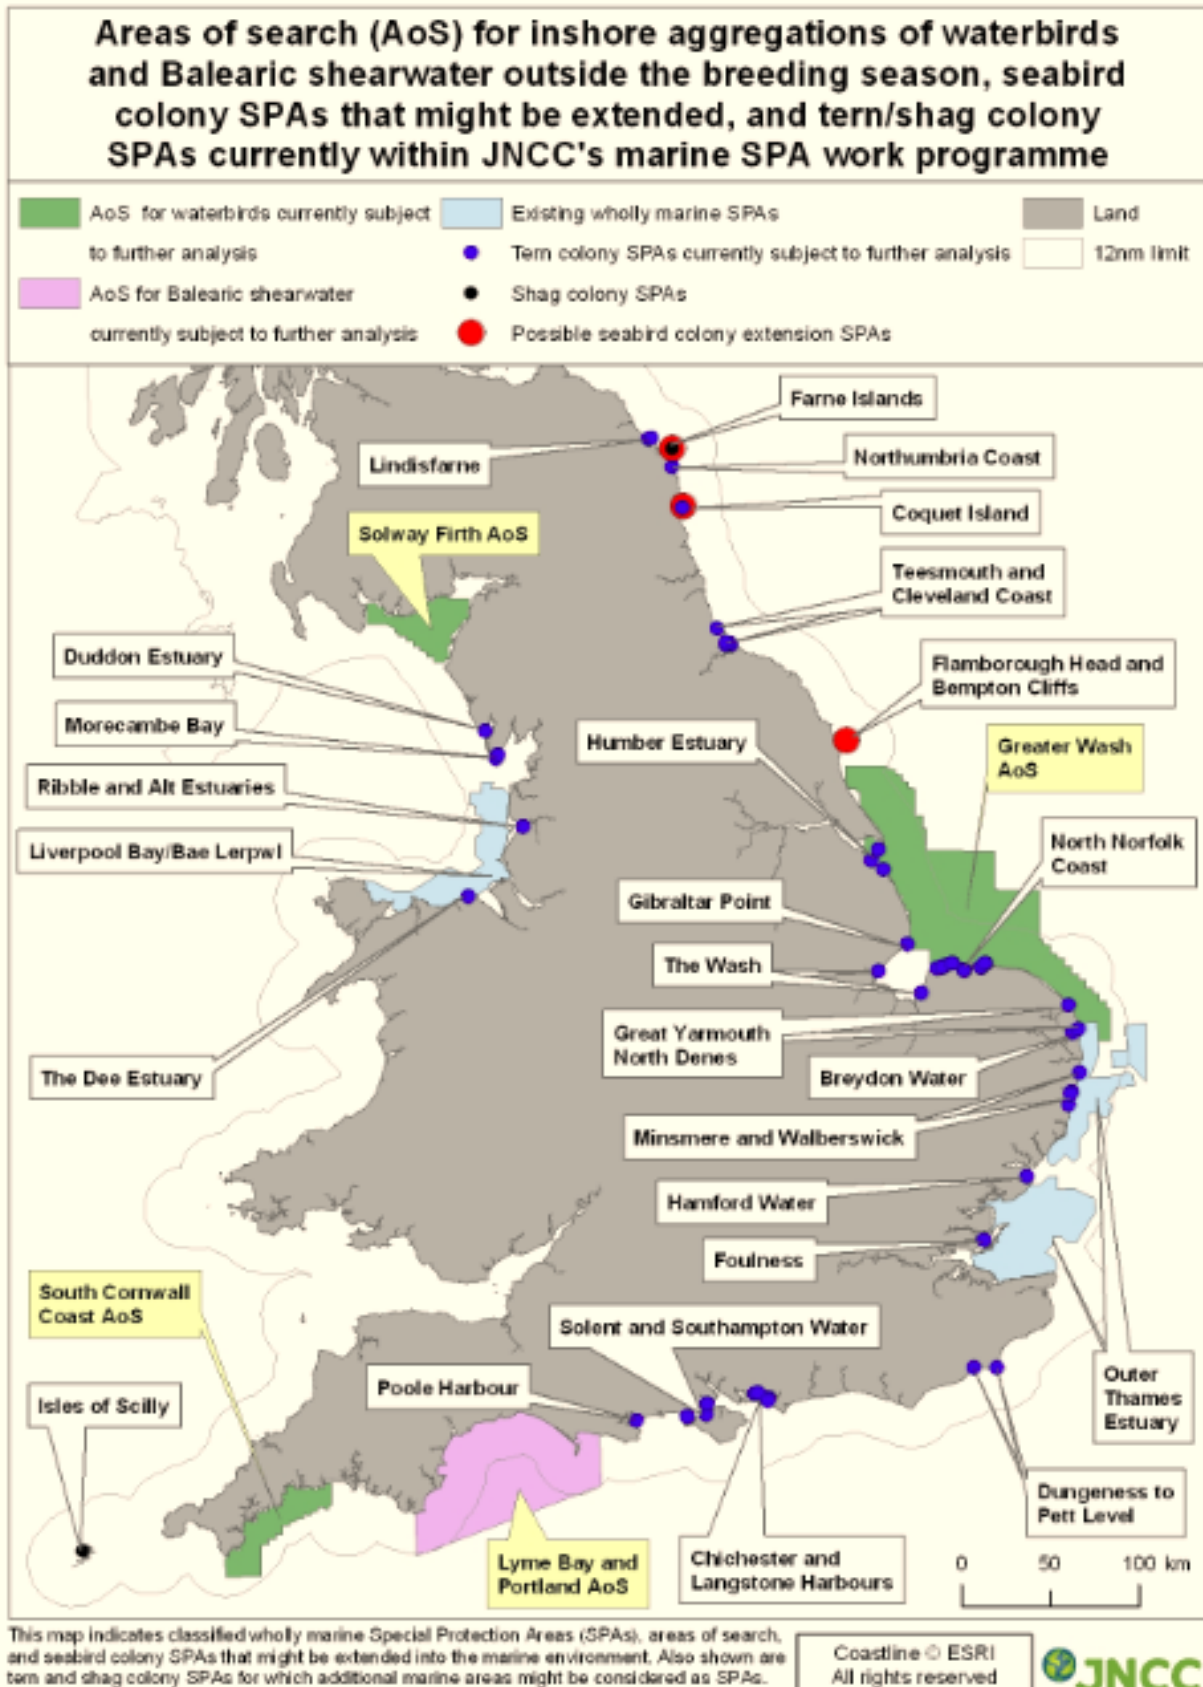 Areas of search (AoS) for inshore aggregations of waterbirds
and Balearic shearwater outside the breeding season, seabird
colony SPAs that might be extended, and tern/shag colony
SPAs currently within JNCC's marine SPA work programme
AoS for waterbirds currently subject
to further analysis
AoS for Balearic shearwater
currently subject to further analysis
Existing wholly marine SPAs
Tern colony SPAs currently subject to further analysis
Shag colony SPAs
Possible seabird colony extension SPAs
Land
12nm limit
Farne Islands
Lindisfarne
Northumbria Coast
Coquet Island
Solway Firth AoS
Teesmouth and
Cleveland Coast
Duddon Estuary
Flamborough Head and
Bempton Cliffs
Morecambe Bay
Humber Estuary
Greater Wash
AoS
Ribble and Alt Estuaries
Liverpool Bay/Bae Lerpwl
North Norfolk
Coast
Gibraltar Point
The Wash
Great Yarmouth
North Denes
The Dee Estuary
Breydon Water
Minsmere and Walberswick
Hamford Water
Foulness
South Cornwall
Coast AoS
Solent and Southampton Water
Poole Harbour
Isles of Scilly
Outer
Thames
Estuary
Dungeness to
Pett Level
Lyme Bay and
Portland AoS
Chichester and
Langstone Harbours
0 50 100 km
This map indicates classified wholly marine Special Protection Areas (SPAs), areas of search,
and seabird colony SPAs that might be extended into the marine environment. Also shown are
tern and shag colony SPAs for which additional marine areas might be considered as SPAs.
Coastline © ESRI
All rights reserved
JNCC